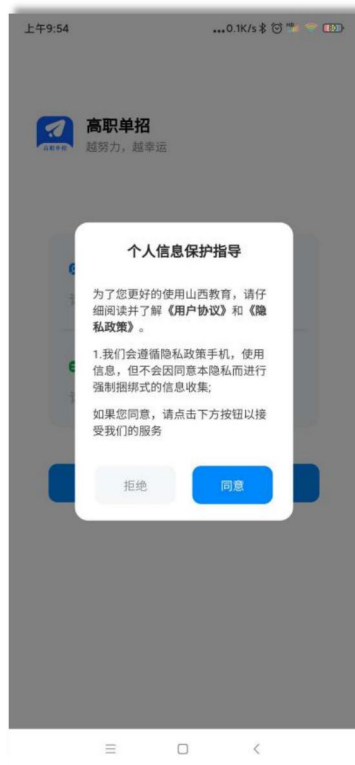 上午9:54
...0.1K/s
高职单招
高职单招
越努力，越幸运
个人信息保护指导
为了您更好的使用山西教育，请仔
细阅读并了解《用户协议》和《隐
私政策》。
1.我们会遵循隐私政策手机，使用
信息，但不会因同意本隐私而进行
强制捆绑式的信息收集;
如果您同意，请点击下方按钮以接
受我们的服务
拒绝
同意